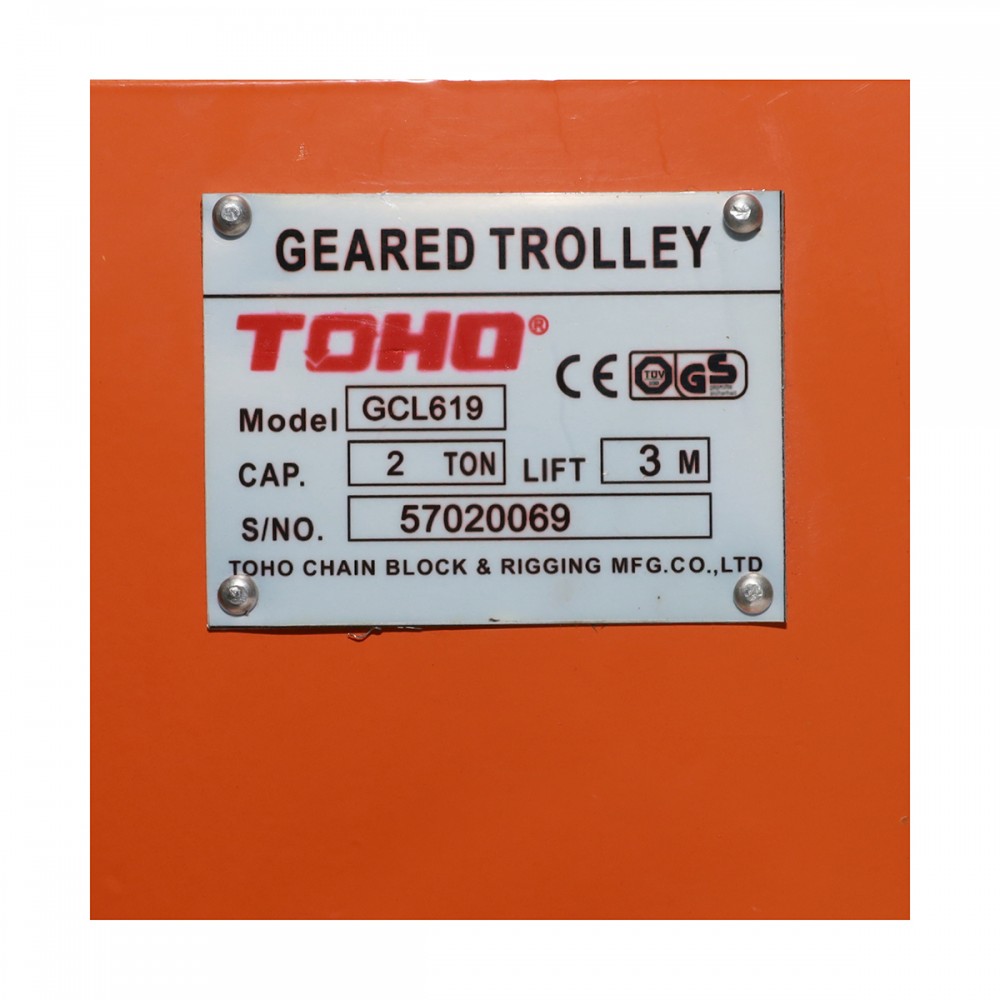 GEARED TROLLEY
TOHO®
CE TÜV GS
Model GCL619
CAP. 2 TON LIFT 3 M
S/NO. 57020069
TOHO CHAIN BLOCK & RIGGING MFG.CO.,LTD